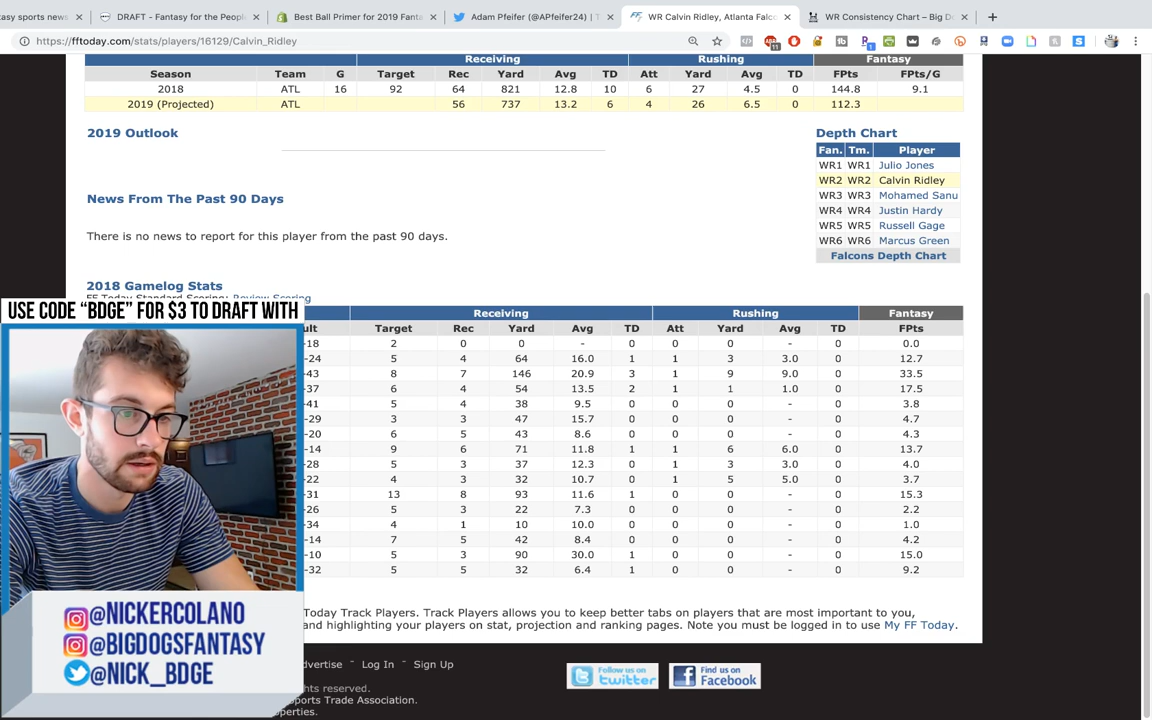 asy sports news
DRAFT - Fantasy for the People
Best Ball Primer for 2019 Fanta
Adam Pfeifer (@APfeifer24) | T
WR Calvin Ridley, Atlanta Falco
WR Consistency Chart – Big D
https://fftoday.com/stats/players/16129/Calvin_Ridley
Receiving Rushing Fantasy
Season Team G Target Rec Yard Avg TD Att Yard Avg TD FPts FPts/G
2018 ATL 16 92 64 821 12.8 10 6 27 4.5 0 144.8 9.1
2019 (Projected) ATL 56 737 13.2 6 4 26 6.5 0 112.3
2019 Outlook
Depth Chart
Fan. Tm. Player
WR1 WR1 Julio Jones
WR2 WR2 Calvin Ridley
WR3 WR3 Mohamed Sanu
WR4 WR4 Justin Hardy
WR5 WR5 Russell Gage
WR6 WR6 Marcus Green
Falcons Depth Chart
News From The Past 90 Days
There is no news to report for this player from the past 90 days.
2018 Gamelog Stats
FF Today Standard Scoring: Review Scoring
USE CODE "BDGE" FOR $3 TO DRAFT WITH
Receiving Rushing Fantasy
ult Target Rec Yard Avg TD Att Yard Avg TD FPts
-18 2 0 0 - 0 0 0 - 0 0.0
-24 5 4 64 16.0 1 1 3 3.0 0 12.7
-43 8 7 146 20.9 3 1 9 9.0 0 33.5
-37 6 4 54 13.5 2 1 1 1.0 0 17.5
-41 5 4 38 9.5 0 0 0 - 0 3.8
-29 3 3 47 15.7 0 0 0 - 0 4.7
-20 6 5 43 8.6 0 0 0 - 0 4.3
-14 9 6 71 11.8 1 1 6 6.0 0 13.7
-28 5 3 37 12.3 0 1 3 3.0 0 4.0
-22 4 3 32 10.7 0 1 5 5.0 0 3.7
-31 13 8 93 11.6 1 0 0 - 0 15.3
-26 5 3 22 7.3 0 0 0 - 0 2.2
-34 4 1 10 10.0 0 0 0 - 0 1.0
-14 7 5 42 8.4 0 0 0 - 0 4.2
-10 5 3 90 30.0 1 0 0 - 0 15.0
-32 5 5 32 6.4 1 0 0 - 0 9.2
Today Track Players. Track Players allows you to keep better tabs on players that are most important to you,
and highlighting your players on stat, projection and ranking pages. Note you must be logged in to use My FF Today.
dvertise ~ Log In ~ Sign Up
Follow us on twitter
Find us on Facebook
hts reserved.
ports Trade Association.
perties.
@NICKERCOLANO
@BIGDOGSFANTASY
@NICK_BDGE